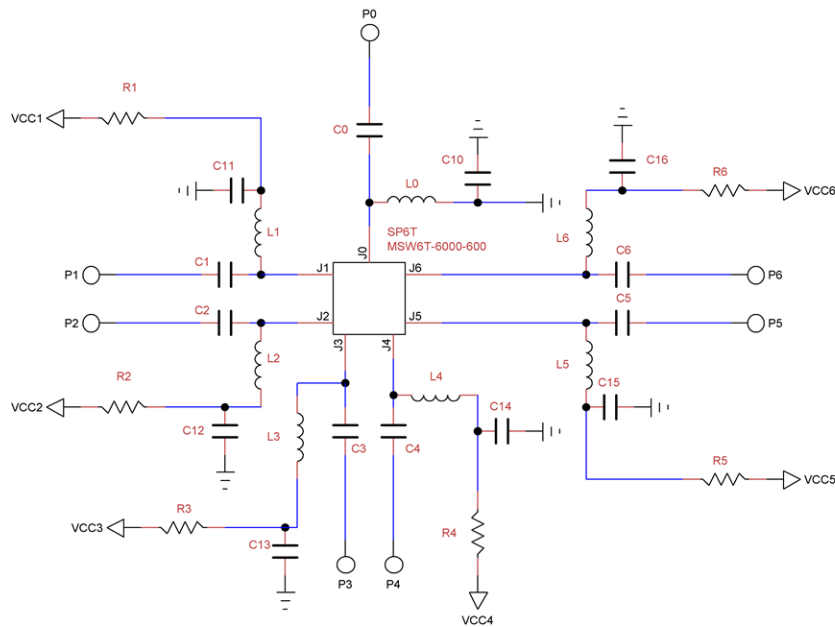 P0
R1
VCC1
C0
C11
C10
C16
R6
L0
VCC6
L1
SP6T
MSW6T-6000-600
L6
J0
P1
C1
J1
J6
C6
P6
P2
C2
J2
J5
C5
P5
J3
J4
L2
R2
L4
L5
VCC2
C15
C12
L3
C3
C4
C14
R5
VCC5
R3
VCC3
C13
R4
P3
P4
VCC4